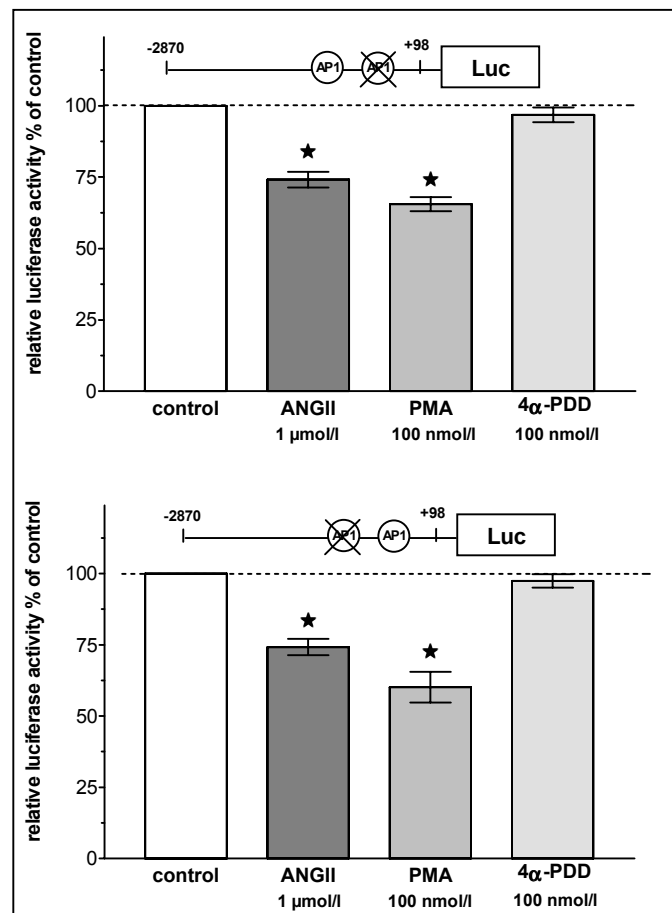 -2870
+98
AP1
AP1
Luc
relative luciferase activity % of control
100
75
50
25
0
★
★
control
ANGII
PMA
4α-PDD
1 µmol/l
100 nmol/l
100 nmol/l
-2870
+98
AP1
AP1
Luc
relative luciferase activity % of control
100
75
50
25
0
★
★
control
ANGII
PMA
4α-PDD
1 µmol/l
100 nmol/l
100 nmol/l